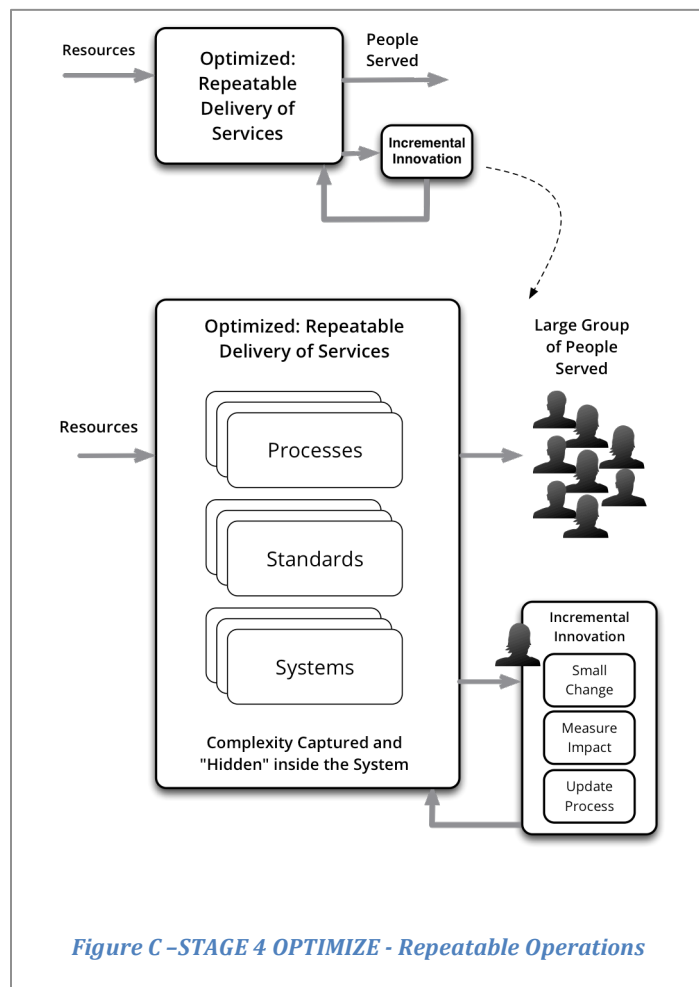 Resources
Optimized:
Repeatable
Delivery of
Services
People
Served
Incremental
Innovation
Optimized: Repeatable
Delivery of Services
Large Group
of People
Served
Resources
Processes
Standards
Systems
Complexity Captured and
"Hidden" inside the System
Incremental
Innovation
Small
Change
Measure
Impact
Update
Process
Figure C –STAGE 4 OPTIMIZE - Repeatable Operations